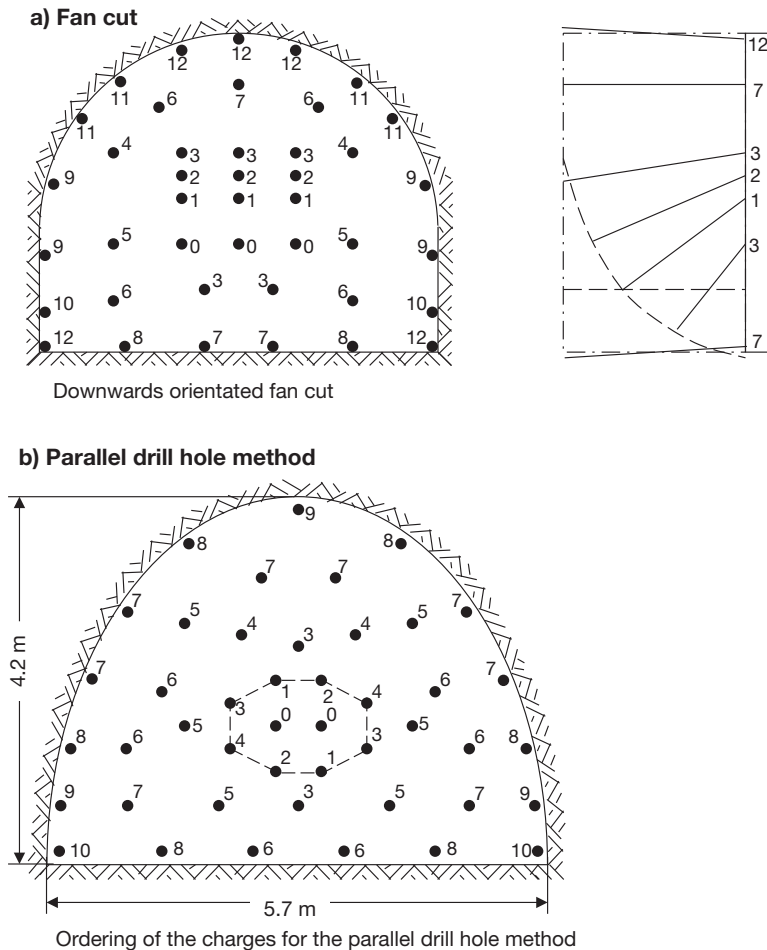 a) Fan cut
12
12 12
11 6 7 6 11
11 11
4 3 3 3 4
9 2 2 2 9
1 1 1
5 0 0 0 5
9 9
3 3
10 6 6 10
12 8 7 7 8 12
12
7
3
2
1
3
7
Downwards orientated fan cut
b) Parallel drill hole method
9
8 8
7 7
7 5 5 7
4 3 4
7 6 1 2 6 7
3 4
5 0 0 5
8 6 4 3 6 8
2 1
9 7 5 3 5 7 9
10 8 6 6 8 10
4.2 m
5.7 m
Ordering of the charges for the parallel drill hole method